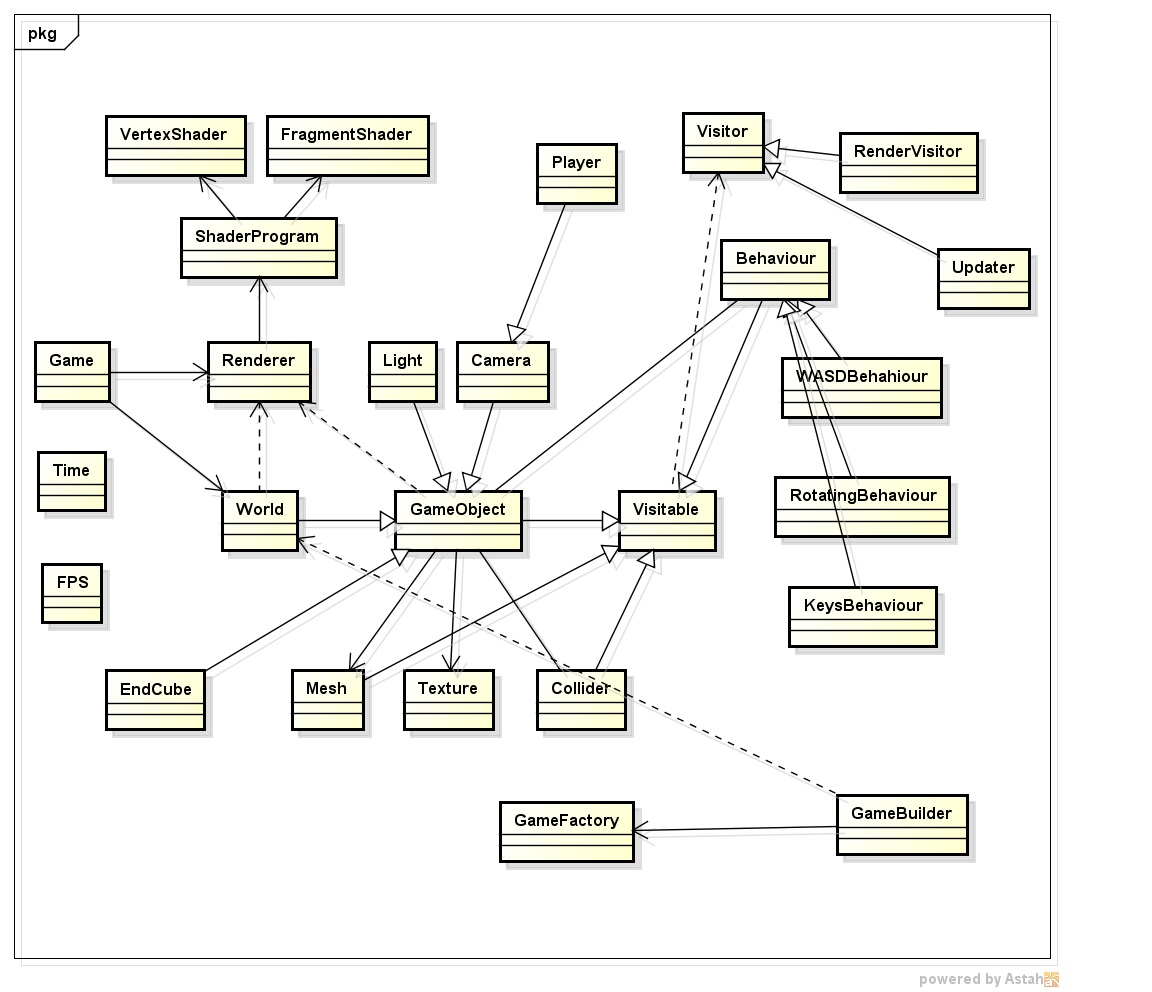 pkg
VertexShader
FragmentShader
Visitor
RenderVisitor
Player
ShaderProgram
Behaviour
Updater
Game
Renderer
Light
Camera
WASDBehahiour
Time
World
GameObject
Visitable
RotatingBehaviour
FPS
KeysBehaviour
EndCube
Mesh
Texture
Collider
GameFactory
GameBuilder
powered by Astah